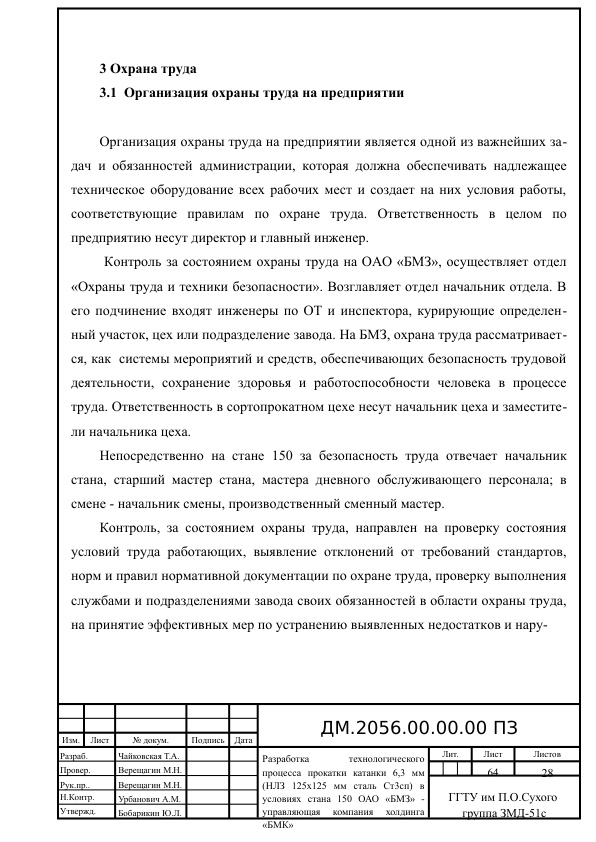 3 Охрана труда
3.1  Организация охраны труда на предприятии
Организация охраны труда на предприятии является одной из важнейших за-
дач и обязанностей администрации, которая должна обеспечивать надлежащее
техническое оборудование всех рабочих мест и создает на них условия работы,
соответствующие правилам по охране труда. Ответственность в целом по
предприятию несут директор и главный инженер.
Контроль за состоянием охраны труда на ОАО «БМЗ», осуществляет отдел
«Охраны труда и техники безопасности». Возглавляет отдел начальник отдела. В
его подчинение входят инженеры по ОТ и инспектора, курирующие определен-
ный участок, цех или подразделение завода. На БМЗ, охрана труда рассматривает-
ся, как  системы мероприятий и средств, обеспечивающих безопасность трудовой
деятельности, сохранение здоровья и работоспособности человека в процессе
труда. Ответственность в сортопрокатном цехе несут начальник цеха и заместите-
ли начальника цеха.
Непосредственно на стане 150 за безопасность труда отвечает начальник
стана, старший мастер стана, мастера дневного обслуживающего персонала; в
смене - начальник смены, производственный сменный мастер.
Контроль, за состоянием охраны труда, направлен на проверку состояния
условий труда работающих, выявление отклонений от требований стандартов,
норм и правил нормативной документации по охране труда, проверку выполнения
службами и подразделениями завода своих обязанностей в области охраны труда,
на принятие эффективных мер по устранению выявленных недостатков и нару-
ДМ.2056.00.00.00 ПЗ
Изм. Лист № докум. Подпись Дата
Разраб. Чайковская Т.А.
Провер. Верещагин М.Н.
Рук.пр.. Верещагин М.Н.
Н.Контр. Урбанович А.М.
Утвержд. Бобарикин Ю.Л.
Разработка технологического
процесса прокатки катанки 6,3 мм
(НЛЗ 125х125 мм сталь Ст3сп) в
условиях стана 150 ОАО «БМЗ» -
управляющая компания холдинга
«БМК»
Лит. Лист Листов
64 28
ГГТУ им П.О.Сухого
группа ЗМД-51с